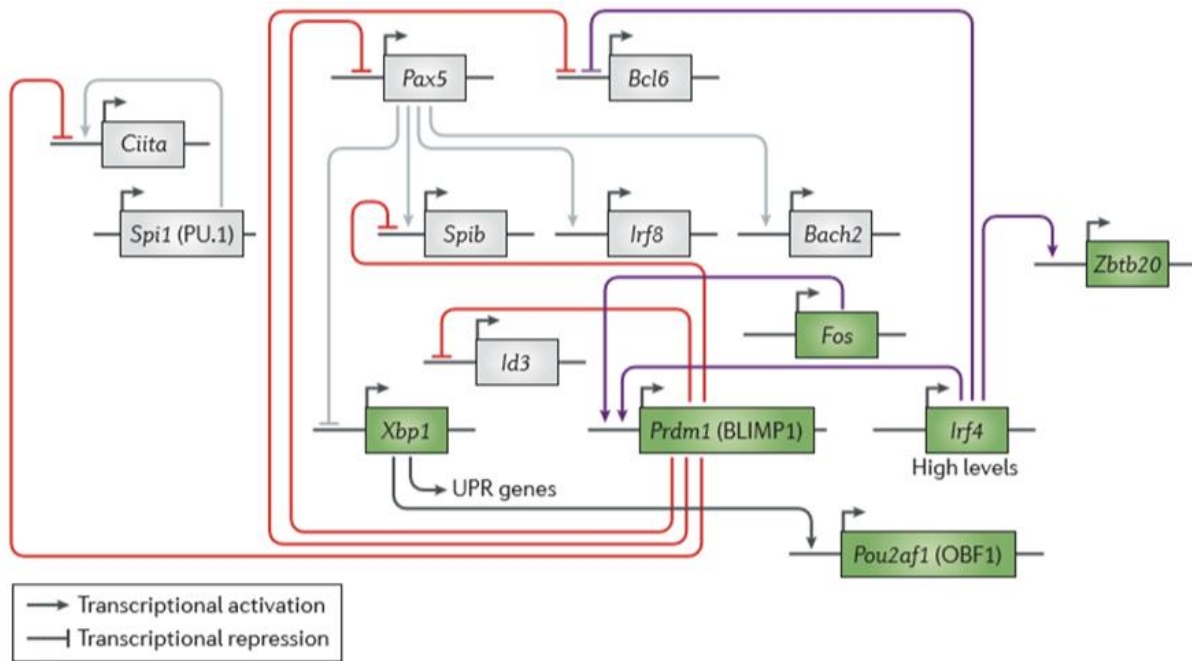 Pax5
Bcl6
Ciita
Spi1 (PU.1)
Spib
Irf8
Bach2
Zbtb20
Fos
Id3
Xbp1
Prdm1 (BLIMP1)
Irf4
High levels
UPR genes
Pou2af1 (OBF1)
Transcriptional activation
Transcriptional repression